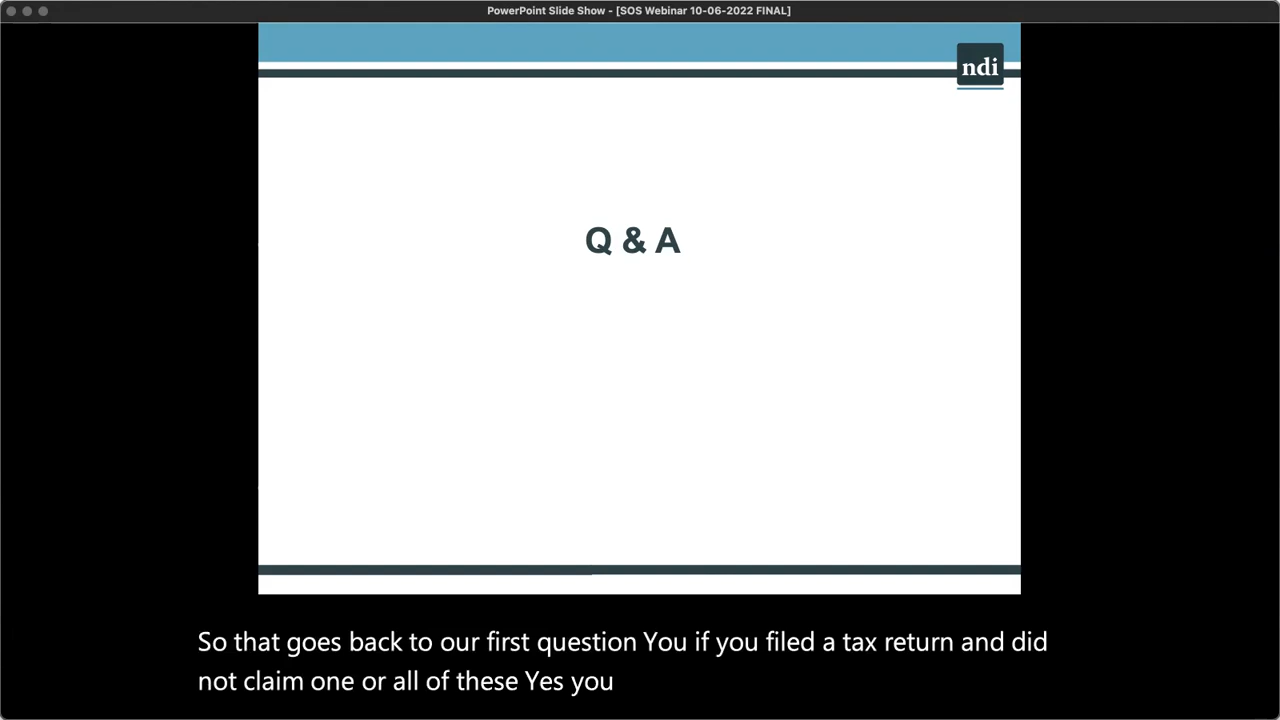 PowerPoint Slide Show - [SOS Webinar 10-06-2022 FINAL]
ndi
Q & A
So that goes back to our first question You if you filed a tax return and did
not claim one or all of these Yes you